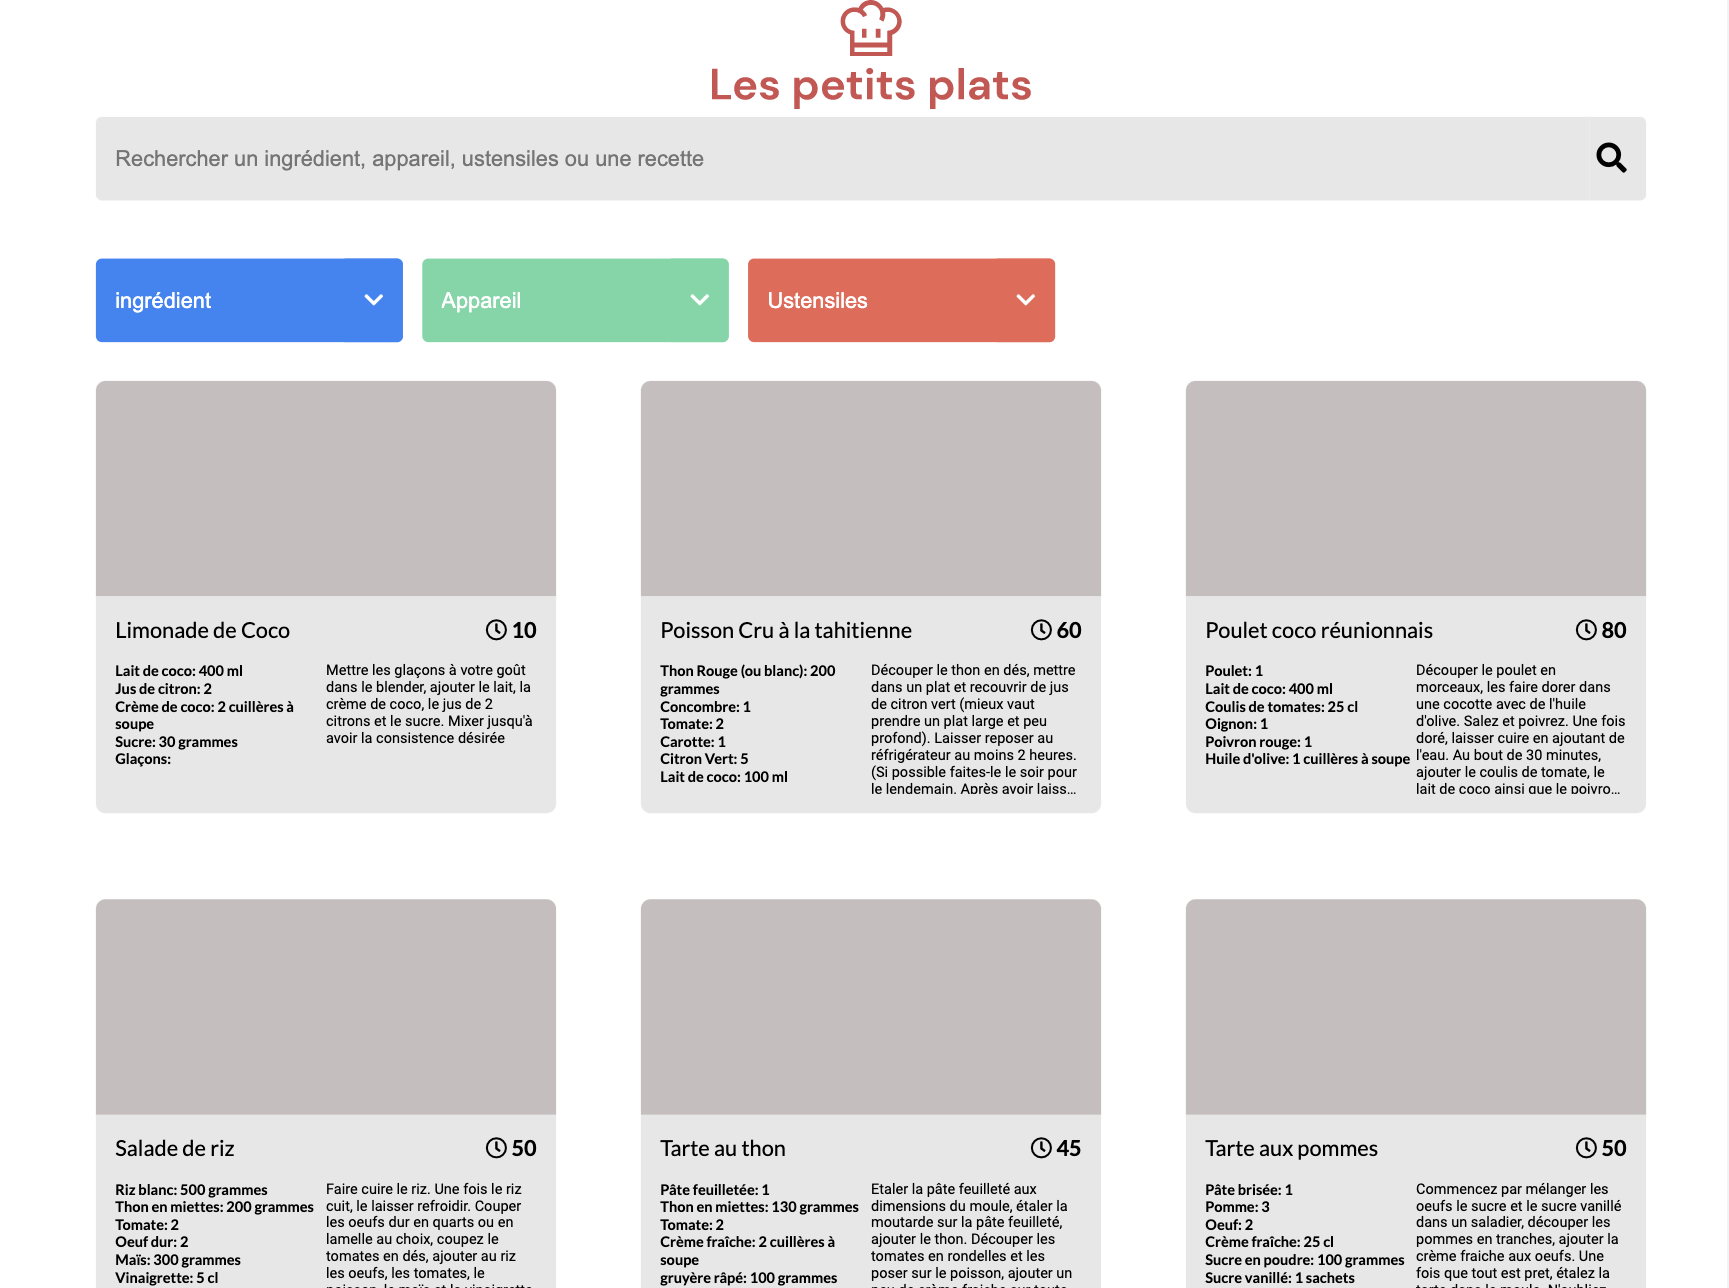 Les petits plats
Rechercher un ingrédient, appareil, ustensiles ou une recette
ingrédient
Appareil
Ustensiles
Limonade de Coco
10
Lait de coco: 400 ml
Jus de citron: 2
Crème de coco: 2 cuillères à
soupe
Sucre: 30 grammes
Glaçons:
Mettre les glaçons à votre goût
dans le blender, ajouter le lait, la
crème de coco, le jus de 2
citrons et le sucre. Mixer jusqu'à
avoir la consistence désirée
Poisson Cru à la tahitienne
60
Thon Rouge (ou blanc): 200
grammes
Concombre: 1
Tomate: 2
Carotte: 1
Citron Vert: 5
Lait de coco: 100 ml
Découper le thon en dés, mettre
dans un plat et recouvrir de jus
de citron vert (mieux vaut
prendre un plat large et peu
profond). Laisser reposer au
réfrigérateur au moins 2 heures.
(Si possible faites-le le soir pour
le lendemain. Après avoir laiss...
Poulet coco réunionnais
80
Poulet: 1
Lait de coco: 400 ml
Coulis de tomates: 25 cl
Oignon: 1
Poivron rouge: 1
Huile d'olive: 1 cuillères à soupe
Découper le poulet en
morceaux, les faire dorer dans
une cocotte avec de l'huile
d'olive. Salez et poivrez. Une fois
doré, laisser cuire en ajoutant de
l'eau. Au bout de 30 minutes,
ajouter le coulis de tomate, le
lait de coco ainsi que le poivro...
Salade de riz
50
Riz blanc: 500 grammes
Thon en miettes: 200 grammes
Tomate: 2
Oeuf dur: 2
Maïs: 300 grammes
Vinaigrette: 5 cl
Faire cuire le riz. Une fois le riz
cuit, le laisser refroidir. Couper
les oeufs dur en quarts ou en
lamelle au choix, coupez le
tomates en dés, ajouter au riz
les oeufs, les tomates, le
poisson, le maïs et la vinaigrette
Tarte au thon
45
Pâte feuilletée: 1
Thon en miettes: 130 grammes
Tomate: 2
Crème fraîche: 2 cuillères à
soupe
gruyère râpé: 100 grammes
Etaler la pâte feuilleté aux
dimensions du moule, étaler la
moutarde sur la pâte feuilleté,
ajouter le thon. Découper les
tomates en rondelles et les
poser sur le poisson, ajouter un
peu de crème fraiche sur toute
Tarte aux pommes
50
Pâte brisée: 1
Pomme: 3
Oeuf: 2
Crème fraîche: 25 cl
Sucre en poudre: 100 grammes
Sucre vanillé: 1 sachets
Commencez par mélanger les
oeufs le sucre et le sucre vanillé
dans un saladier, découper les
pommes en tranches, ajouter la
crème fraiche aux oeufs. Une
fois que tout est pret, étalez la
tarte dans le moule. N'oubliez